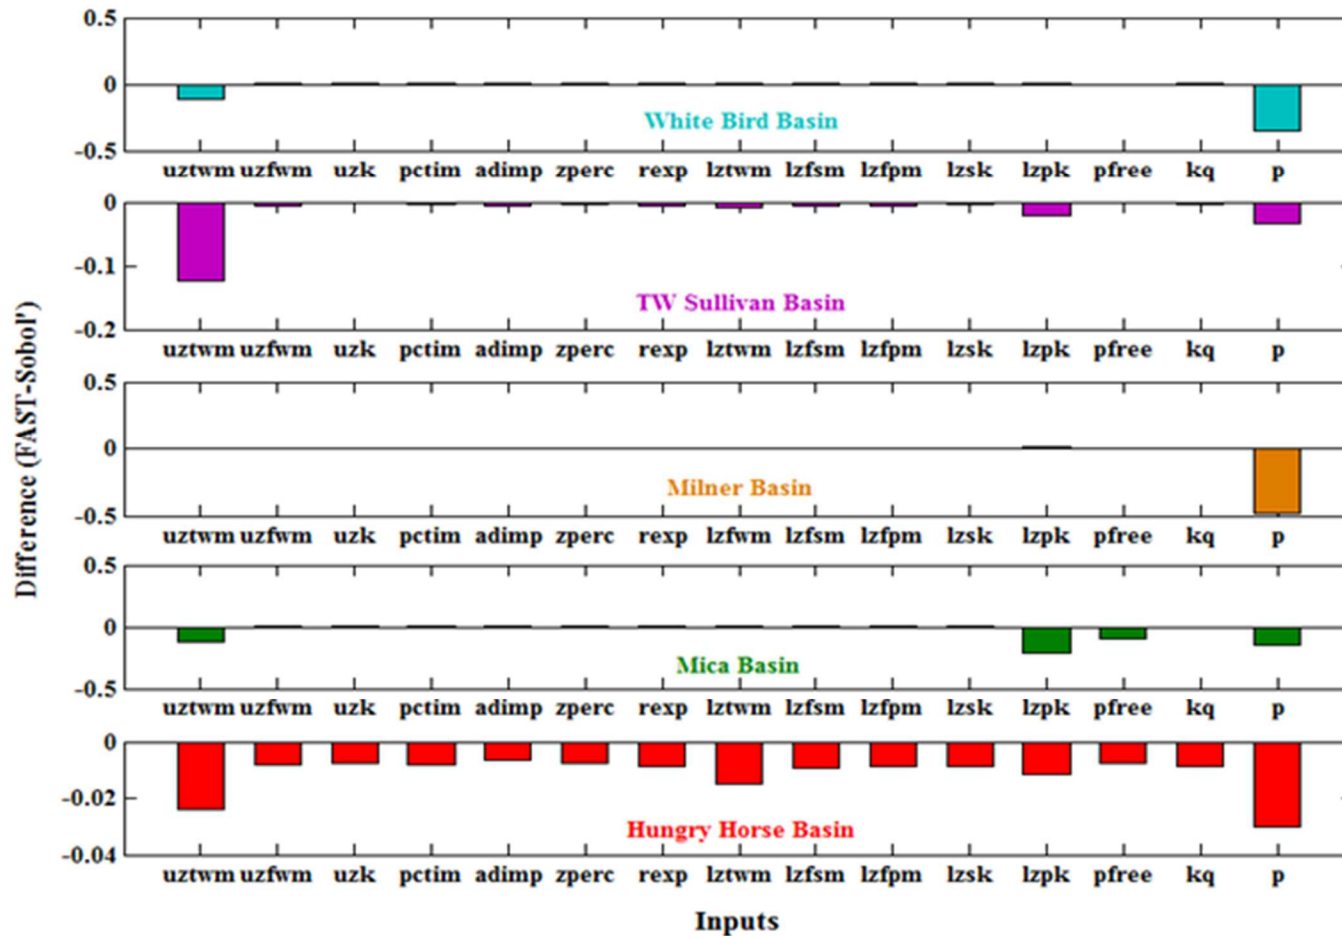 Difference (FAST-Sobol')
0.5
0
-0.5
White Bird Basin
uztwm uzfwm uzk pctim adimp zperc rexp lztwm lzfsm lzfpm lzsk lzpk pfree kq p
0
-0.1
-0.2
TW Sullivan Basin
uztwm uzfwm uzk pctim adimp zperc rexp lztwm lzfsm lzfpm lzsk lzpk pfree kq p
0.5
0
-0.5
Milner Basin
uztwm uzfwm uzk pctim adimp zperc rexp lzfwm lzfsm lzfpm lzsk lzpk pfree kq p
0.5
0
-0.5
Mica Basin
uztwm uzfwm uzk pctim adimp zperc rexp lztwm lzfsm lzfpm lzsk lzpk pfree kq p
0
-0.02
-0.04
Hungry Horse Basin
uztwm uzfwm uzk pctim adimp zperc rexp lztwm lzfsm lzfpm lzsk lzpk pfree kq p
Inputs